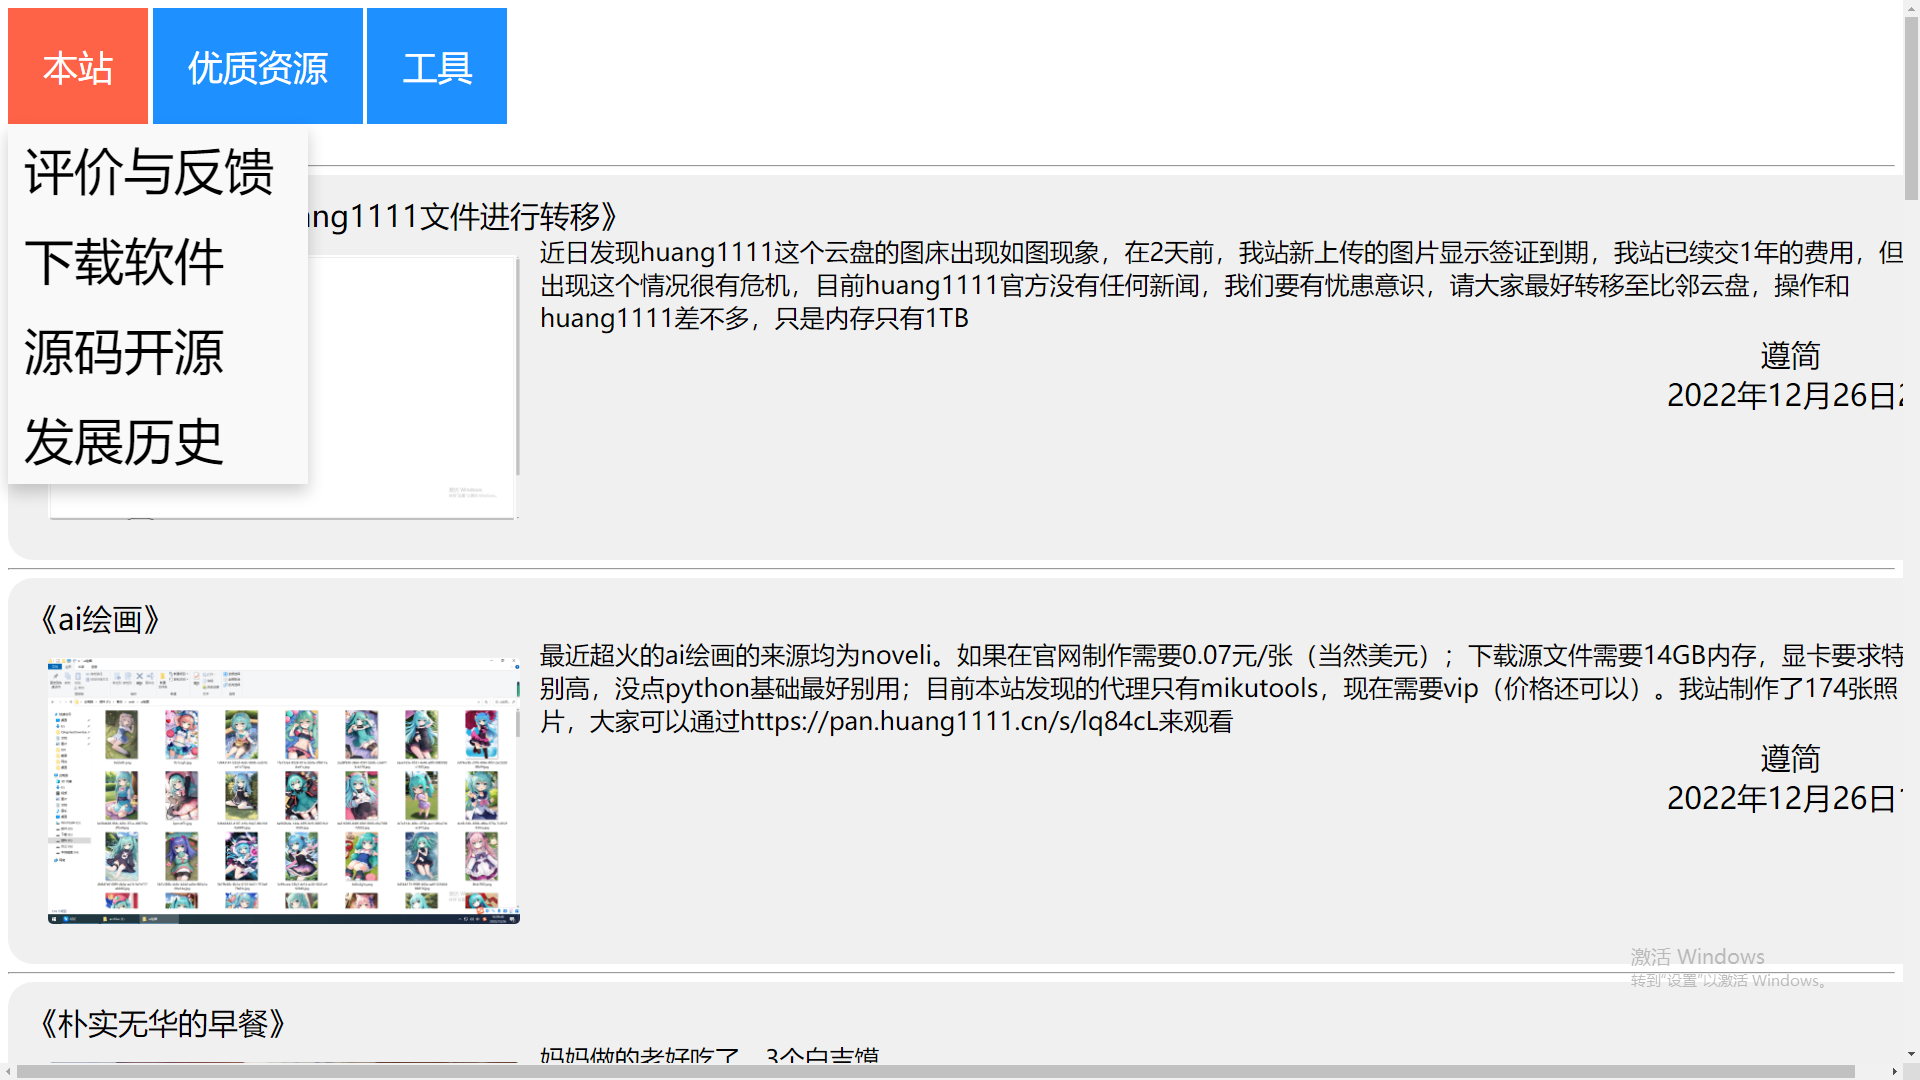 本站
优质资源
工具
评价与反馈
下载软件
源码开源
发展历史
ng1111文件进行转移》
近日发现huang1111这个云盘的图床出现如图现象，在2天前，我站新上传的图片显示签证到期，我站已续交1年的费用，但
出现这个情况很有危机，目前huang1111官方没有任何新闻，我们要有忧患意识，请大家最好转移至比邻云盘，操作和
huang1111差不多，只是内存只有1TB
遵简
2022年12月26日
激活 Windows
《ai绘画》
最近超火的ai绘画的来源均为noveli。如果在官网制作需要0.07元/张（当然美元）；下载源文件需要14GB内存，显卡要求特
别高，没点python基础最好别用；目前本站发现的代理只有mikutools，现在需要vip（价格还可以）。我站制作了174张照
片，大家可以通过https://pan.huang1111.cn/s/lq84cL来观看
遵简
2022年12月26日
激活 Windows
转到"设置"以激活 Windows。
《朴实无华的早餐》
妈妈做的老好吃了，3个白吉馍